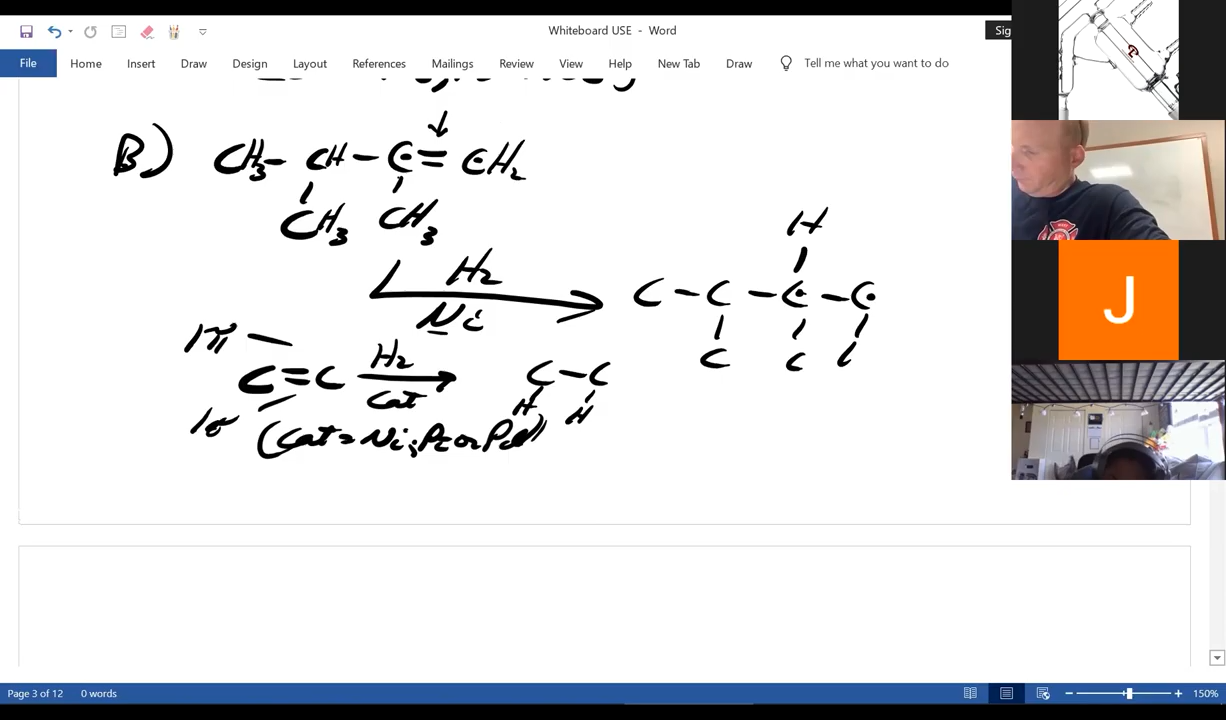 Whiteboard USE - Word
Sig
File Home Insert Draw Design Layout References Mailings Review View Help New Tab Draw Tell me what you want to do
B.) CH3 - CH - C = CH2
CH3 CH3
H
H2
C - C - C - C
Ni
C C
1π
C = C H2 C - C
Cat H H
1σ
(Cat = Ni, Pt or Pd)
J
Page 3 of 12 0 words 150%